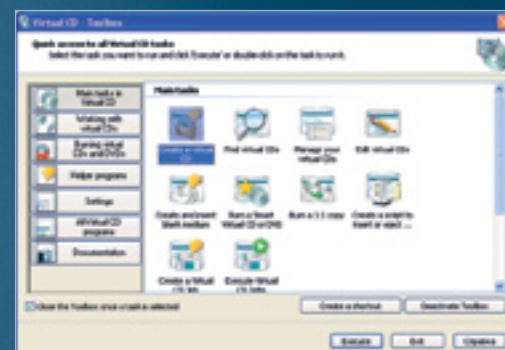 Virtual CD - Toolbox
Quick access to all Virtual CD tasks
Select the task you want to run and click 'Execute' or double-click on the task to run it.
Main tasks in
Virtual CD
Working with
virtual CDs
Burning virtual
CDs and DVDs
Helper programs
Settings
All Virtual CD
programs
Documentation
Main tasks
Create a Virtual
CD
Find virtual CDs
Manage your
virtual CDs
Edit virtual CDs
Create and insert
blank medium
Burn a Smart
Virtual CD or DVD
Burn a 1:1 copy
Create a script to
insert or eject ...
Create a Virtual
CD job
Execute Virtual
CD Jobs
Close the Toolbox once a task is selected
Create a shortcut
Deactivate Toolbox
Execute
Exit
Справка